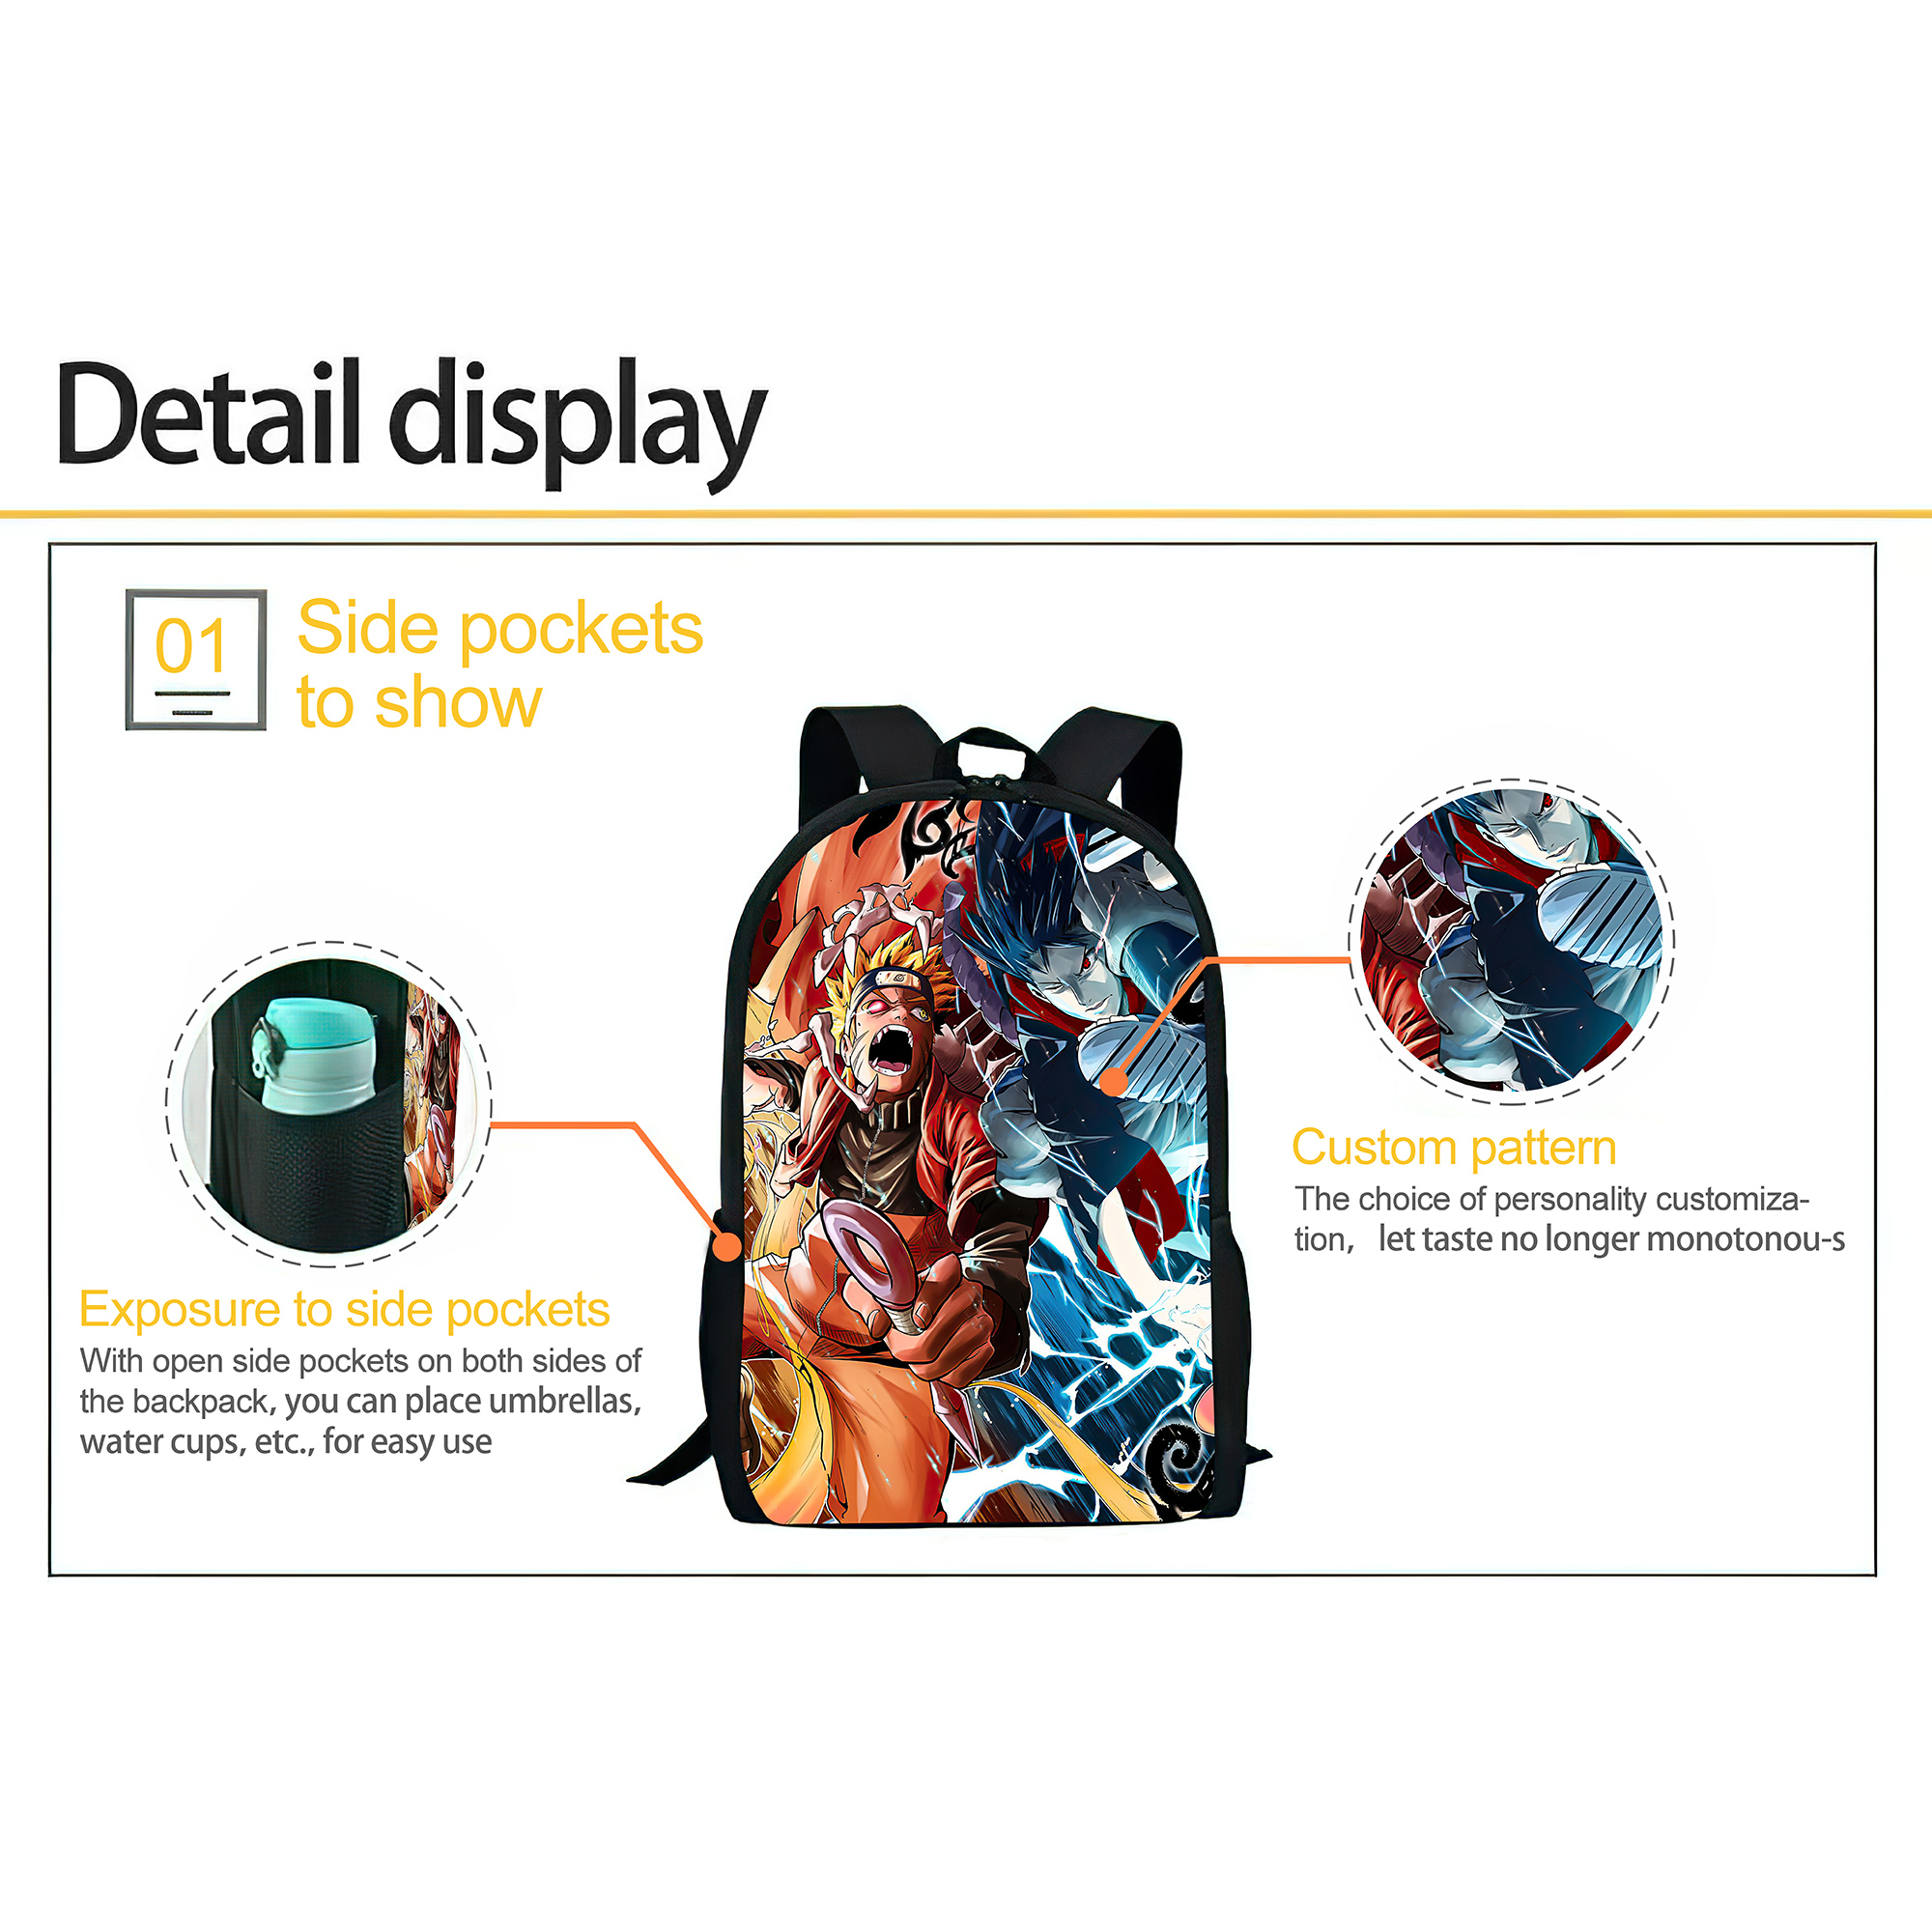 Detail display
01
Side pockets
to show
Exposure to side pockets
With open side pockets on both sides of
the backpack, you can place umbrellas,
water cups, etc., for easy use
Custom pattern
The choice of personality customiza-
tion, let taste no longer monotonou-s